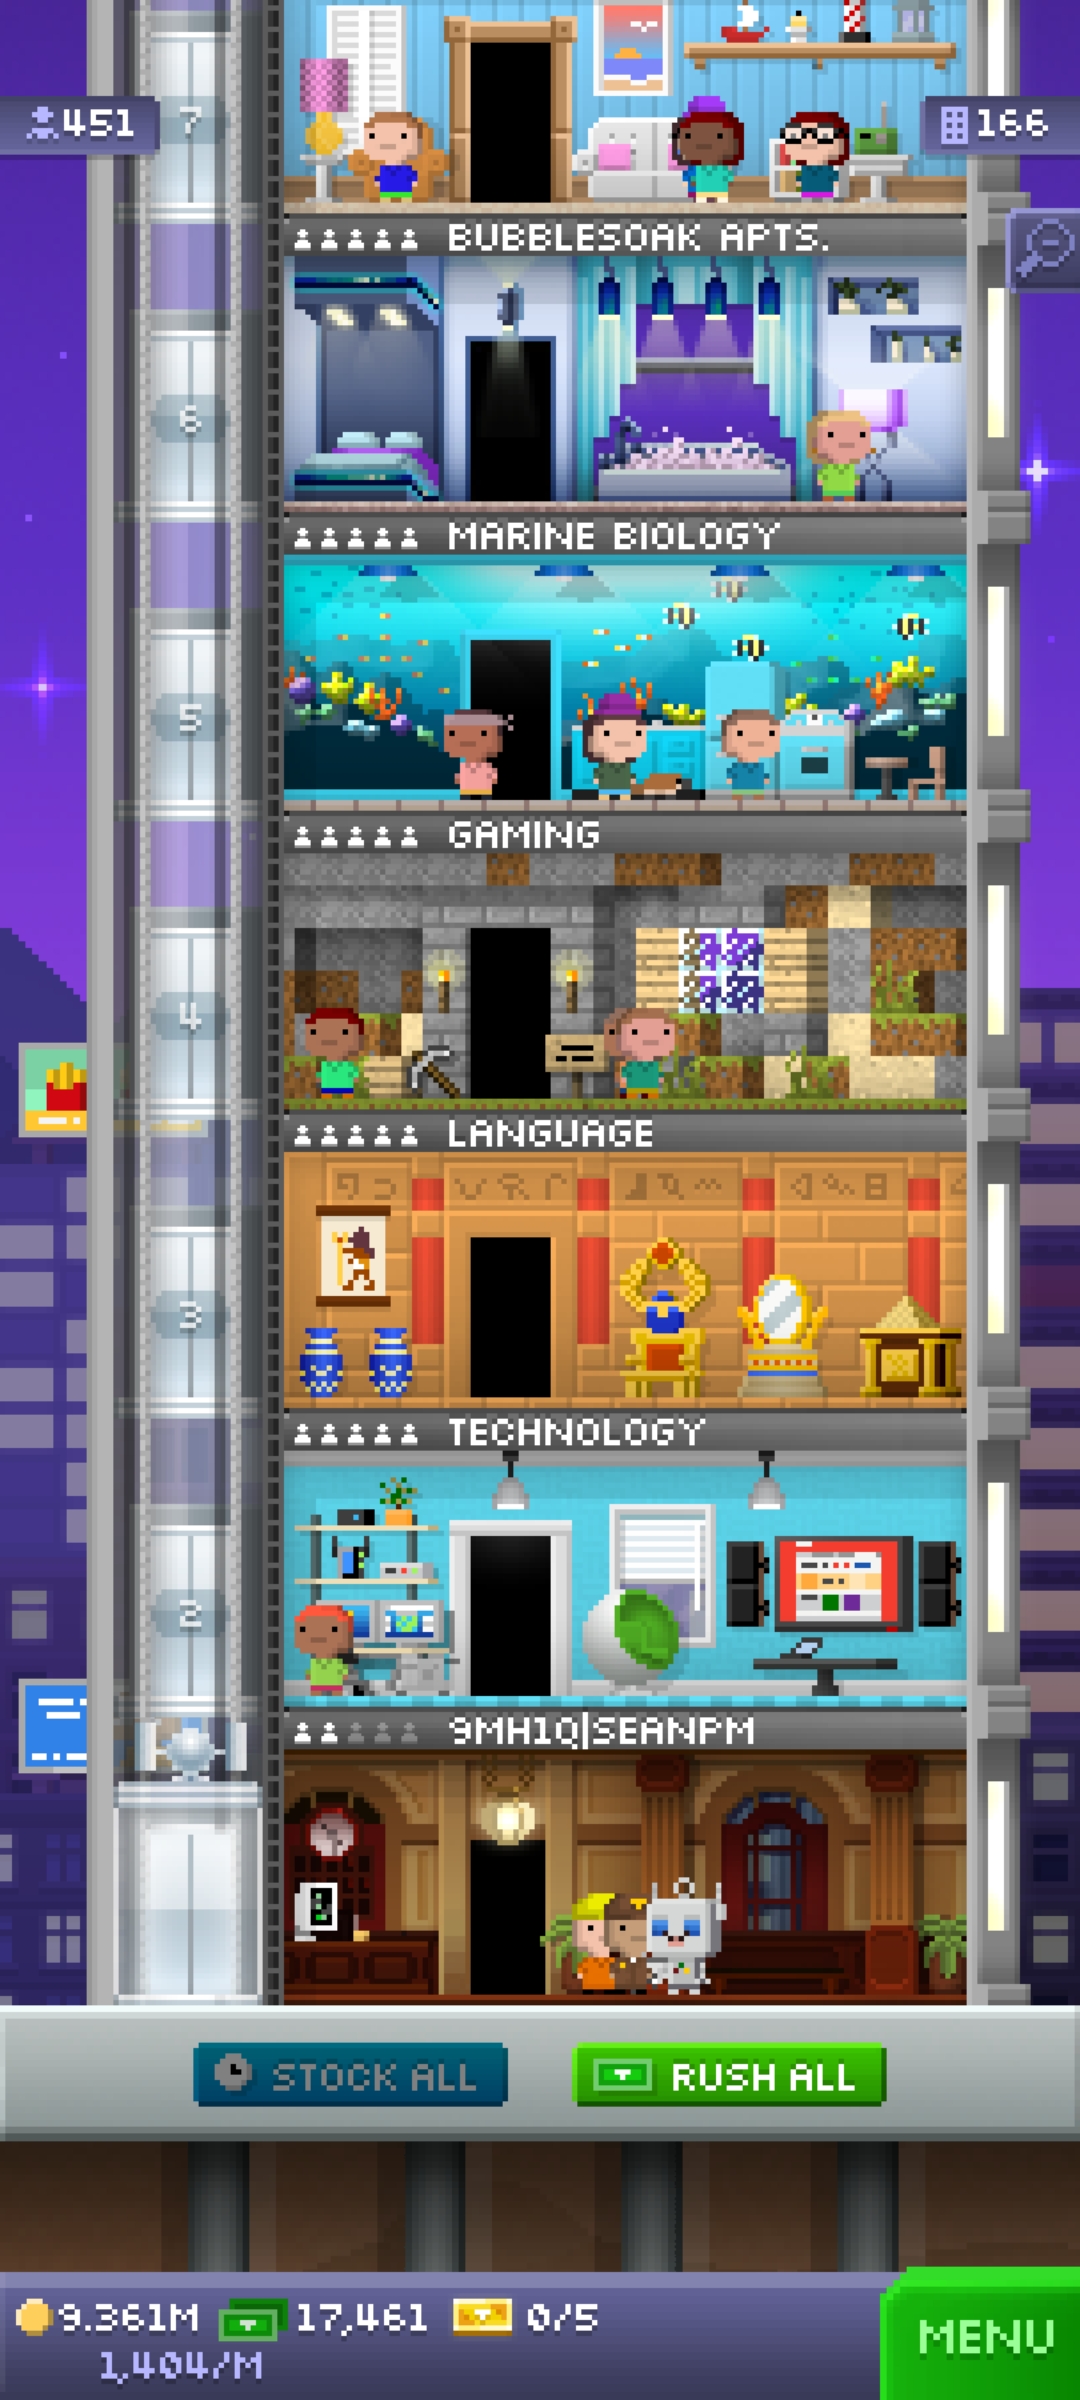 451
7
166
BUBBLESOAK APTS.
6
MARINE BIOLOGY
5
GAMING
4
LANGUAGE
3
TECHNOLOGY
2
9MH1Q|SEANPM
STOCK ALL
RUSH ALL
9.361M
17,461
0/5
1,404/M
MENU